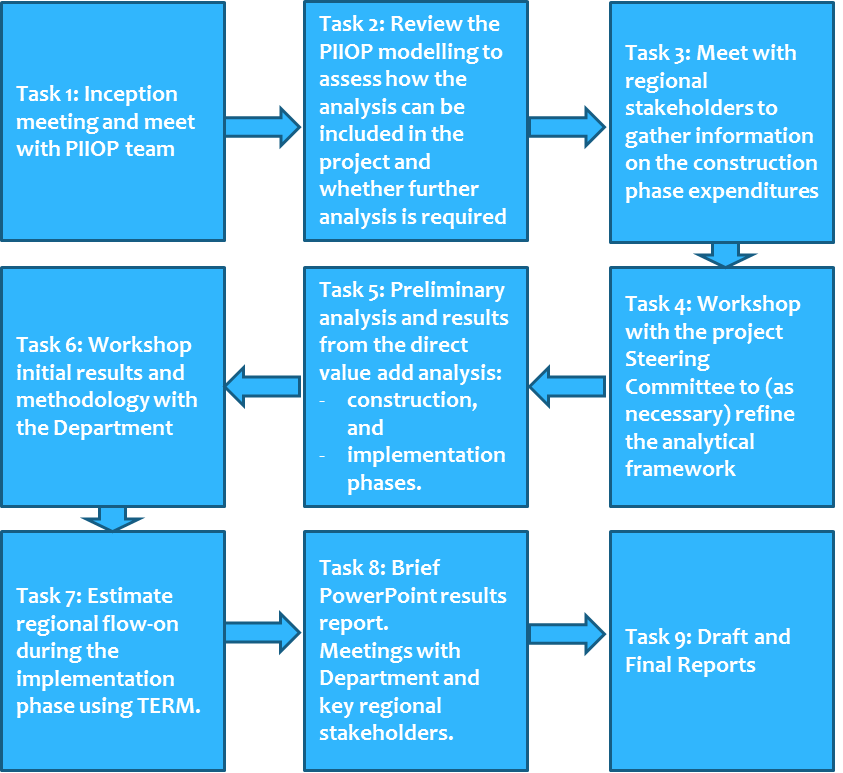 Task 1: Inception
meeting and meet
with PIIOP team
Task 2: Review the
PIIOP modelling to
assess how the
analysis can be
included in the
project and
whether further
analysis is required
Task 3: Meet with
regional
stakeholders to
gather information
on the construction
phase expenditures
Task 4: Workshop
with the project
Steering
Committee to (as
necessary) refine
the analytical
framework
Task 5: Preliminary
analysis and results
from the direct
value add analysis:
- construction,
and
- implementation
phases.
Task 6: Workshop
initial results and
methodology with
the Department
Task 7: Estimate
regional flow-on
during the
implementation
phase using TERM.
Task 8: Brief
PowerPoint results
report.
Meetings with
Department and
key regional
stakeholders.
Task 9: Draft and
Final Reports